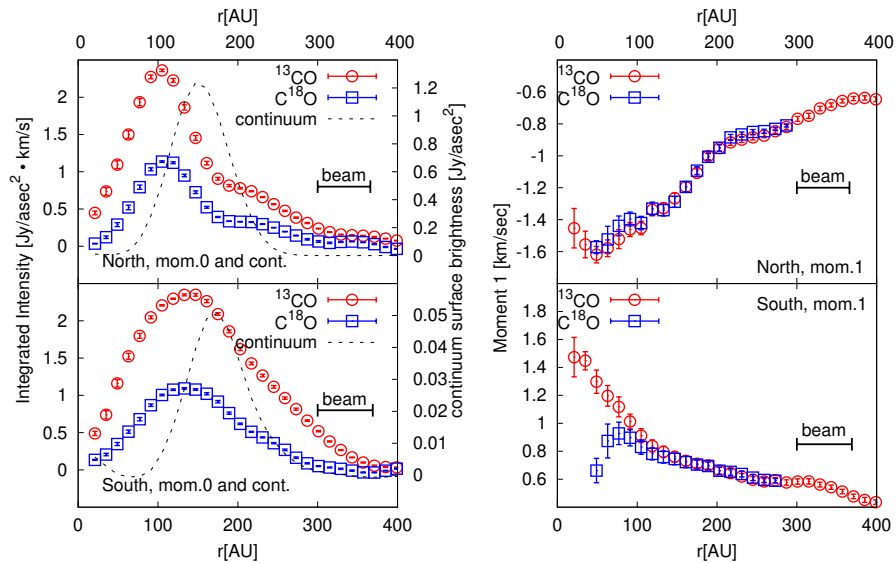 r[AU]
r[AU]
0 100 200 300 400
0 100 200 300 400
¹³CO
C¹⁸O
continuum
beam
North, mom.0 and cont.
2
1.5
1
0.5
0
1.2
1
0.8
0.6
0.4
0.2
0
Integrated Intensity [Jy/asec² • km/s]
continuum surface brightness [Jy/asec²]
¹³CO
C¹⁸O
continuum
beam
South, mom.0 and cont.
2
1.5
1
0.5
0
0.05
0.04
0.03
0.02
0.01
0
0 100 200 300 400
r[AU]
¹³CO
C¹⁸O
beam
North, mom.1
-0.6
-0.8
-1
-1.2
-1.4
-1.6
Moment 1 [km/sec]
¹³CO
C¹⁸O
South, mom.1
beam
1.8
1.6
1.4
1.2
1
0.8
0.6
0 100 200 300 400
r[AU]